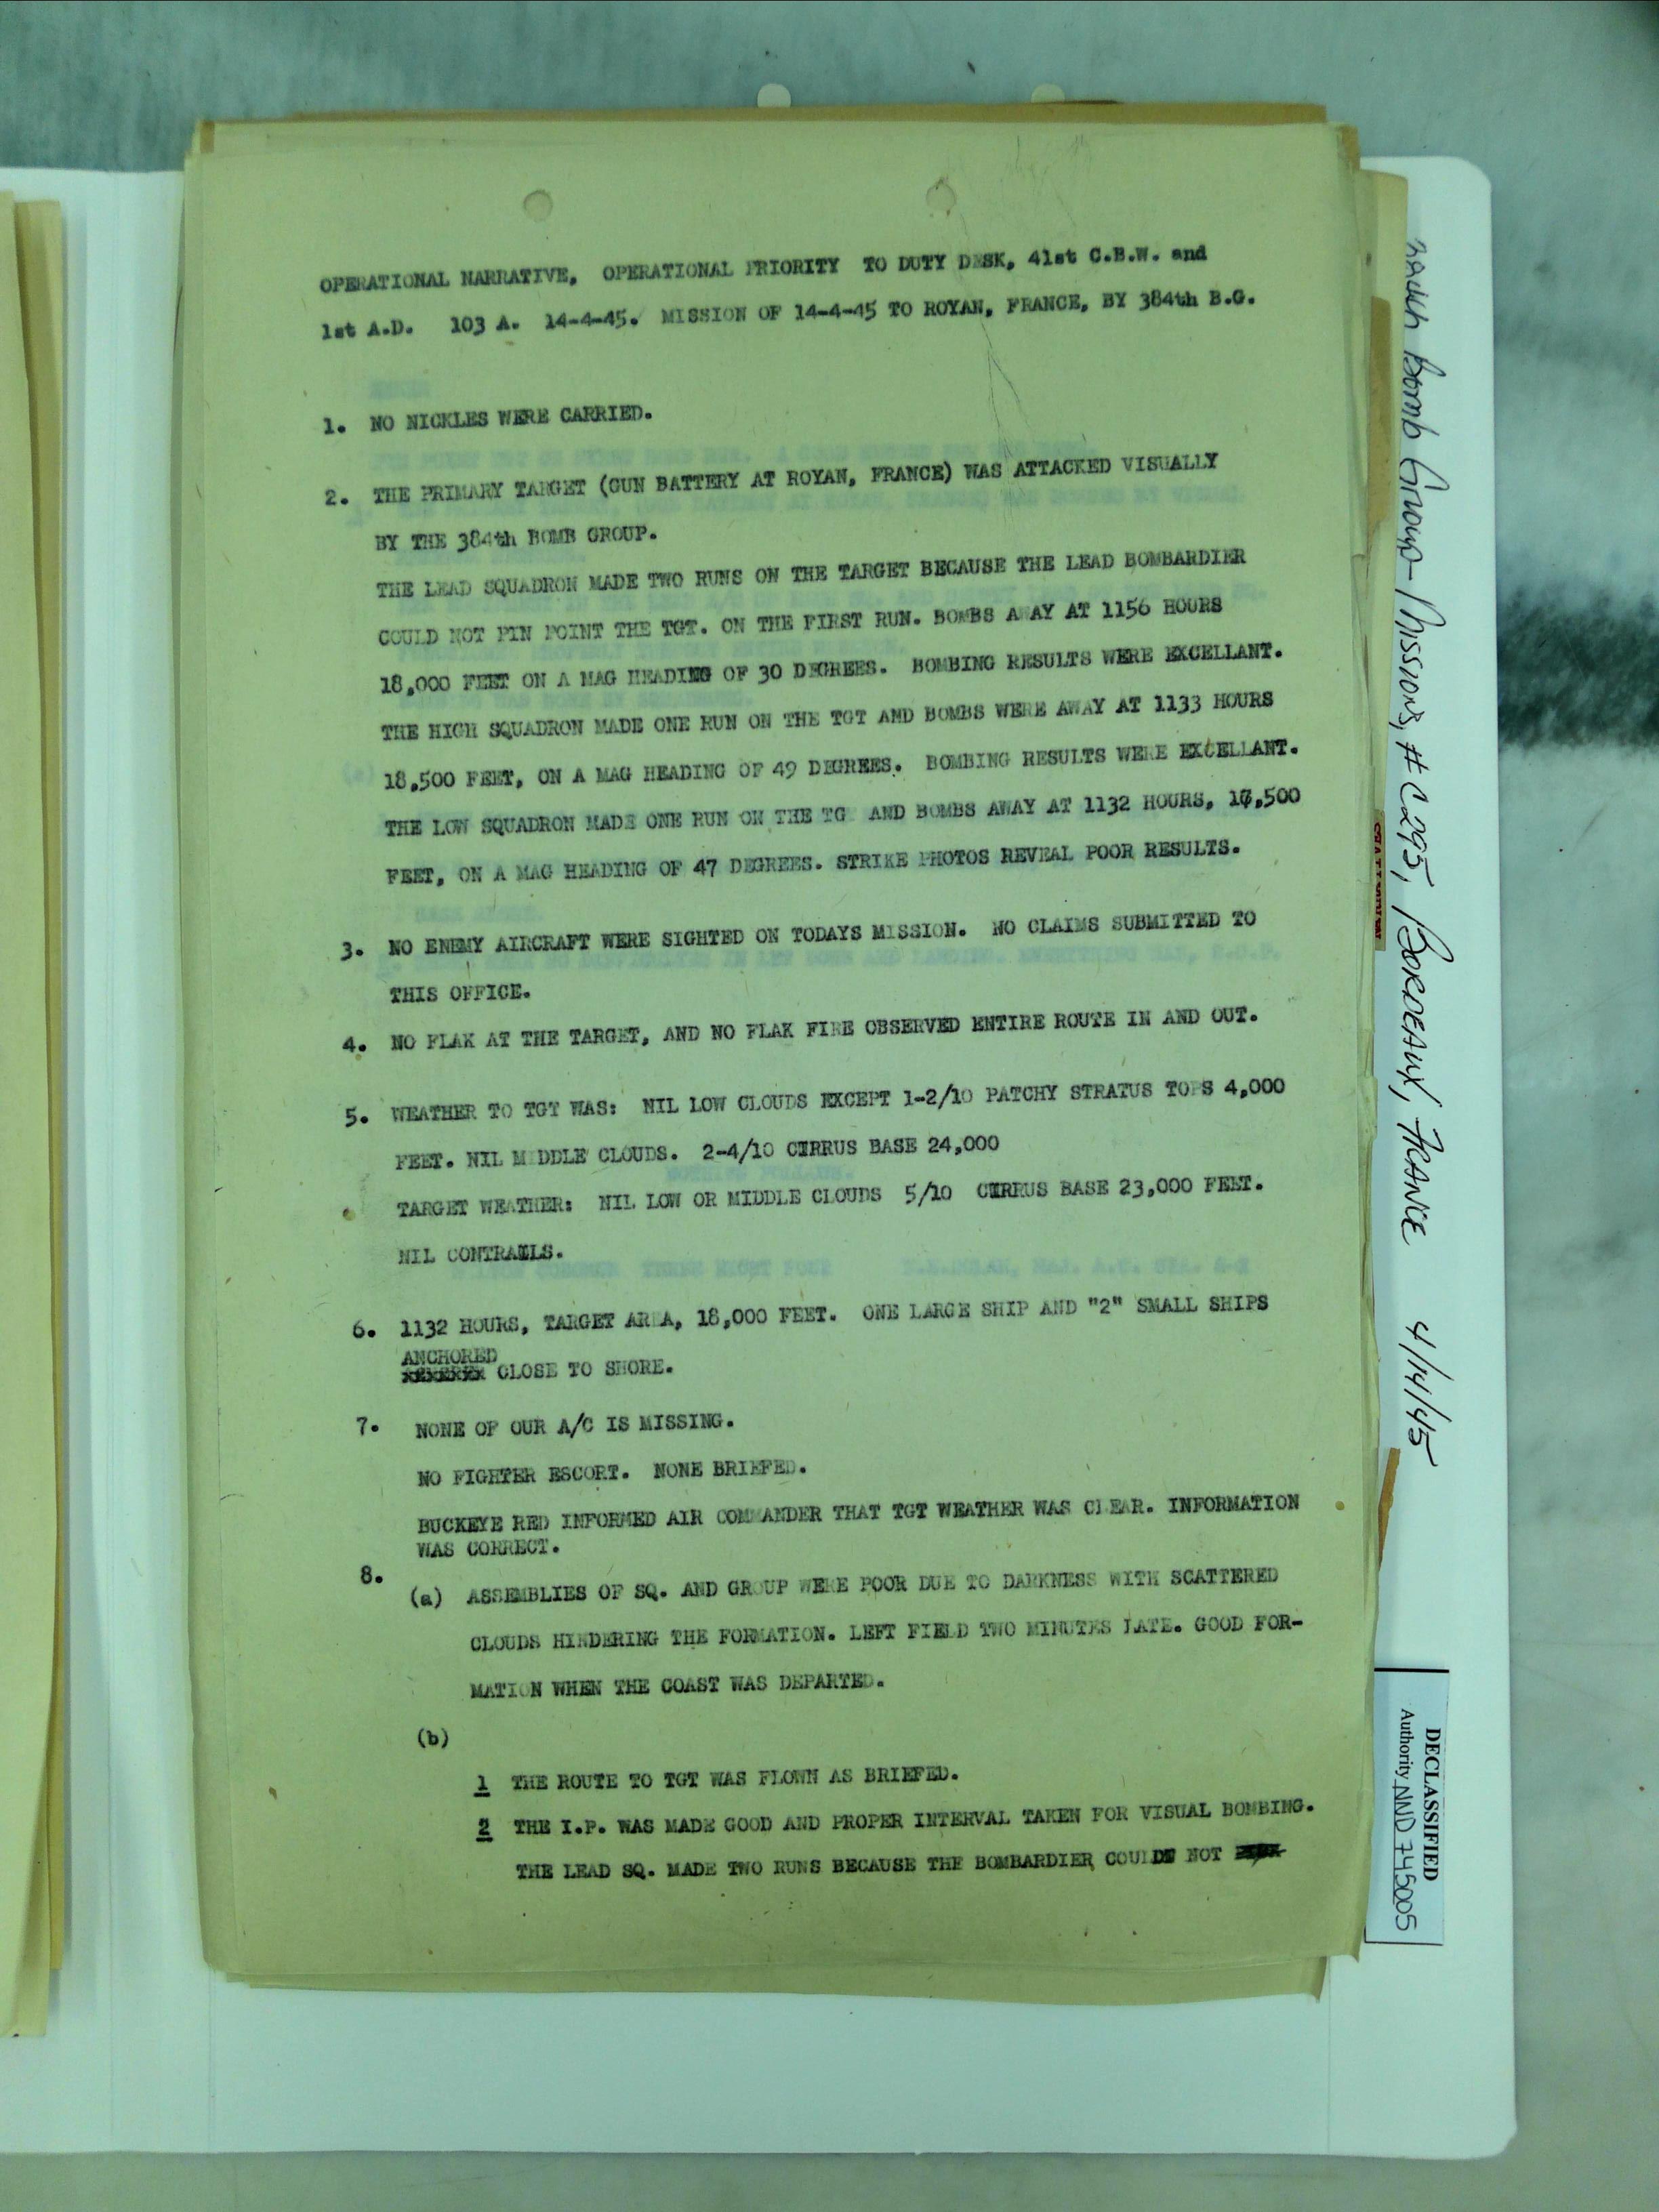 OPERATIONAL NARRATIVE, OPERATIONAL PRIORITY TO DUTY DESK, 41st C.B.W. and
1st A.D. 103 A. 14-4-45. MISSION OF 14-4-45 TO ROYAN, FRANCE, BY 384th B.G.
1. NO NICKLES WERE CARRIED.
2. THE PRIMARY TARGET (GUN BATTERY AT ROYAN, FRANCE) WAS ATTACKED VISUALLY
BY THE 384th BOMB GROUP.
THE LEAD SQUADRON MADE TWO RUNS ON THE TARGET BECAUSE THE LEAD BOMBARDIER
COULD NOT PIN POINT THE TGT. ON THE FIRST RUN. BOMBS AWAY AT 1156 HOURS
18,000 FEET ON A MAG HEADING OF 30 DEGREES. BOMBING RESULTS WERE EXCELLANT.
THE HIGH SQUADRON MADE ONE RUN ON THE TGT AND BOMBS WERE AWAY AT 1133 HOURS
18,500 FEET, ON A MAG HEADING OF 49 DEGREES. BOMBING RESULTS WERE EXCELLANT.
THE LOW SQUADRON MADE ONE RUN ON THE TG AND BOMBS AWAY AT 1132 HOURS, 17,500
FEET, ON A MAG HEADING OF 47 DEGREES. STRIKE PHOTOS REVEAL POOR RESULTS.
3. NO ENEMY AIRCRAFT WERE SIGHTED ON TODAYS MISSION. NO CLAIMS SUBMITTED TO
THIS OFFICE.
4. NO FLAK AT THE TARGET, AND NO FLAK FIRE OBSERVED ENTIRE ROUTE IN AND OUT.
5. WEATHER TO TGT WAS: NIL LOW CLOUDS EXCEPT 1-2/10 PATCHY STRATUS TOPS 4,000
FEET. NIL MIDDLE CLOUDS. 2-4/10 CIRRUS BASE 24,000
TARGET WEATHER: NIL LOW OR MIDDLE CLOUDS 5/10 CIRRUS BASE 23,000 FEET.
NIL CONTRAILS.
6. 1132 HOURS, TARGET AREA, 18,000 FEET. ONE LARGE SHIP AND "2" SMALL SHIPS
ANCHORED
CLOSE TO SHORE.
7. NONE OF OUR A/C IS MISSING.
NO FIGHTER ESCORT. NONE BRIEFED.
BUCKEYE RED INFORMED AIR COMMANDER THAT TGT WEATHER WAS CLEAR. INFORMATION
WAS CORRECT.
8.
(a) ASSEMBLIES OF SQ. AND GROUP WERE POOR DUE TO DARKNESS WITH SCATTERED
CLOUDS HINDERING THE FORMATION. LEFT FIELD TWO MINUTES LATE. GOOD FOR-
MATION WHEN THE COAST WAS DEPARTED.
(b)
1 THE ROUTE TO TGT WAS FLOWN AS BRIEFED.
2 THE I.P. WAS MADE GOOD AND PROPER INTERVAL TAKEN FOR VISUAL BOMBING.
THE LEAD SQ. MADE TWO RUNS BECAUSE THE BOMBARDIER COULD NOT
Bomb Group- Missions, # C295, BORDEAUX, FRANCE 4/14/45
DECLASSIFIED
Authority NND 745005